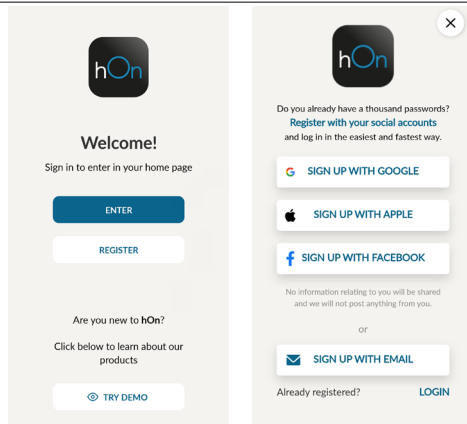 hOn
Welcome!
Sign in to enter in your home page
ENTER
REGISTER
Are you new to hOn?
Click below to learn about our
products
TRY DEMO
hOn
Do you already have a thousand passwords?
Register with your social accounts
and log in in the easiest and fastest way.
SIGN UP WITH GOOGLE
SIGN UP WITH APPLE
SIGN UP WITH FACEBOOK
No information relating to you will be shared
and we will not post anything from you.
or
SIGN UP WITH EMAIL
Already registered? LOGIN